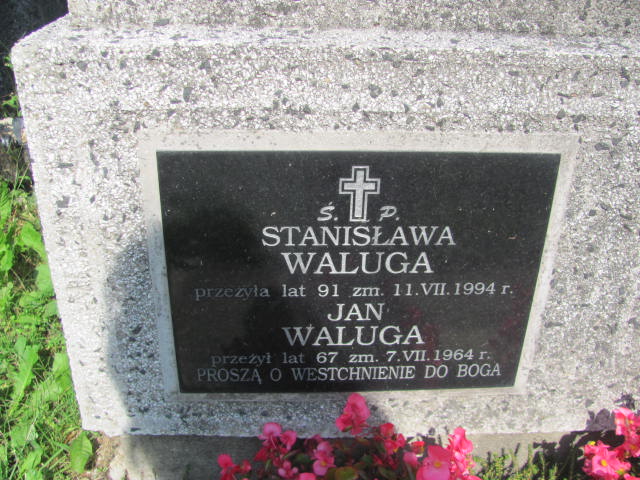 Ś. P.
STANISŁAWA
WALUGA
przeżyła lat 91 zm. 11.VII.1994 r.
JAN
WALUGA
przeżył lat 67 zm. 7.VII.1964 r.
PROSZĄ O WESTCHNIENIE DO BOGA